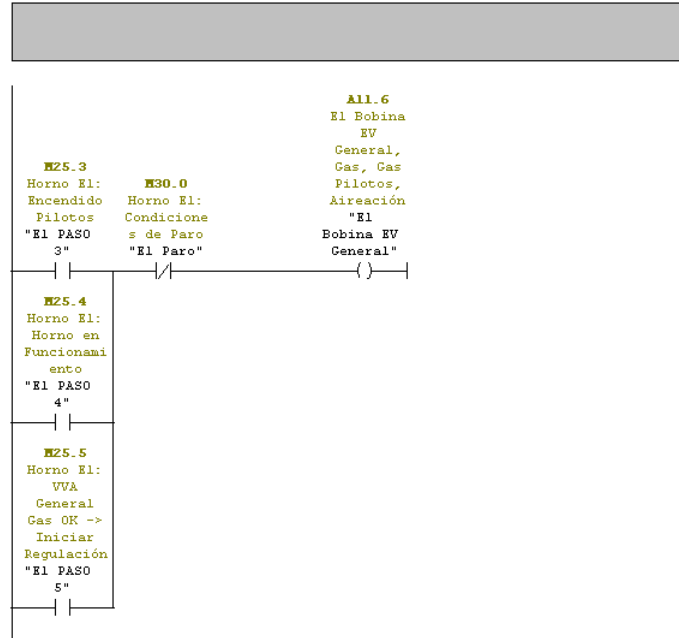 A11.6
E1 Bobina
EV
General,
Gas, Gas
Pilotos,
Aireación
"E1
Bobina EV
General"
M25.3
Horno E1:
Encendido
Pilotos
"E1 PASO
3"
M30.0
Horno E1:
Condicione
s de Paro
"E1 Paro"
M25.4
Horno E1:
Horno en
Funcionami
ento
"E1 PASO
4"
M25.5
Horno E1:
VVA
General
Gas OK ->
Iniciar
Regulación
"E1 PASO
5"